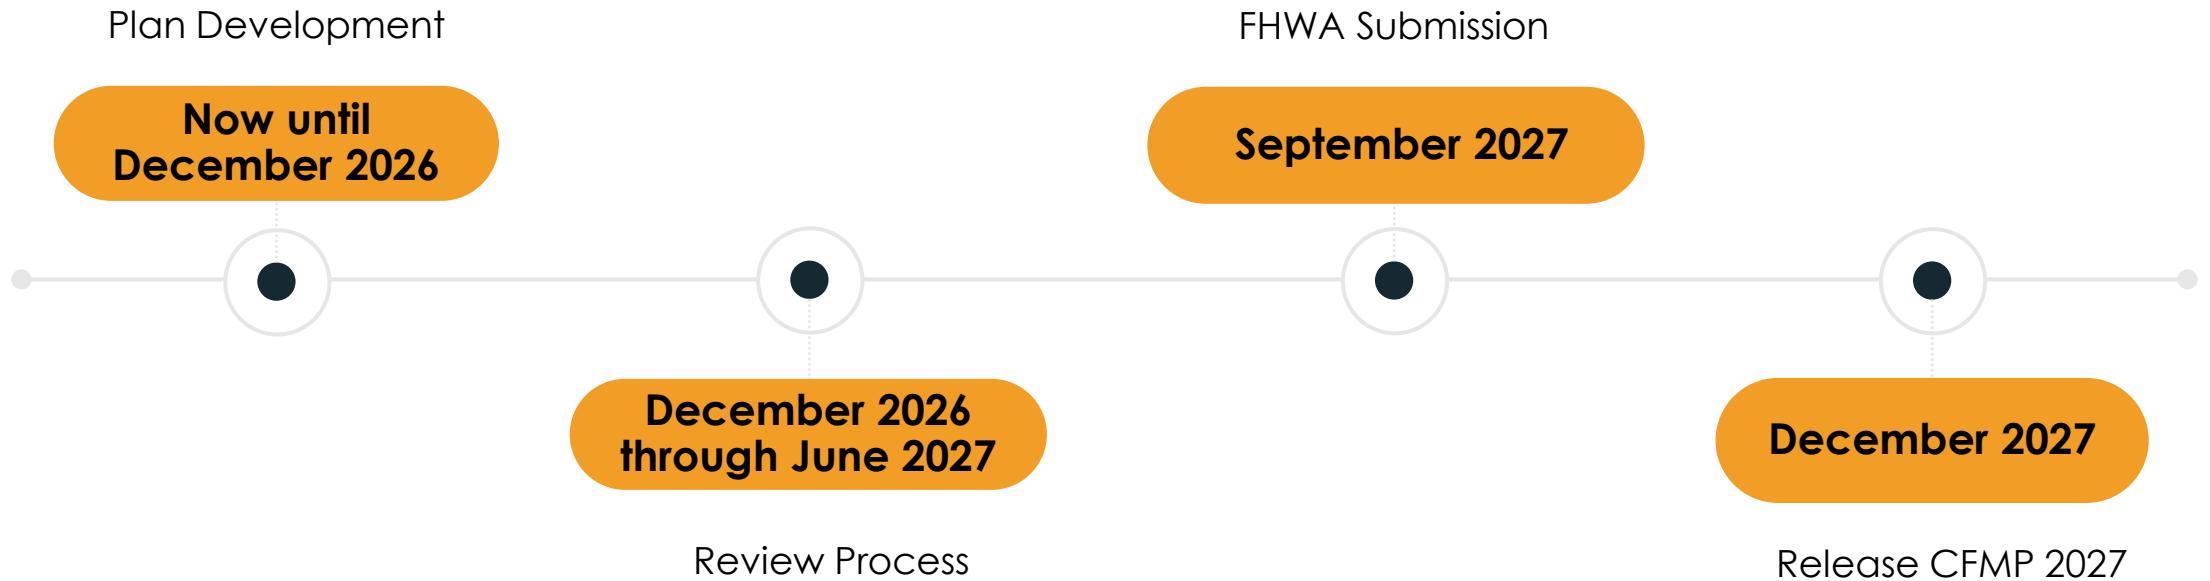 Plan Development
Now until
December 2026
December 2026
through June 2027
Review Process
FHWA Submission
September 2027
December 2027
Release CFMP 2027